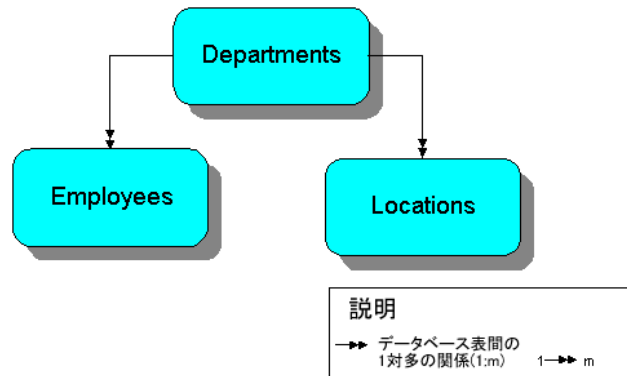 Departments
Employees
Locations
説明
データベース表間の
1対多の関係(1:m) 1 m